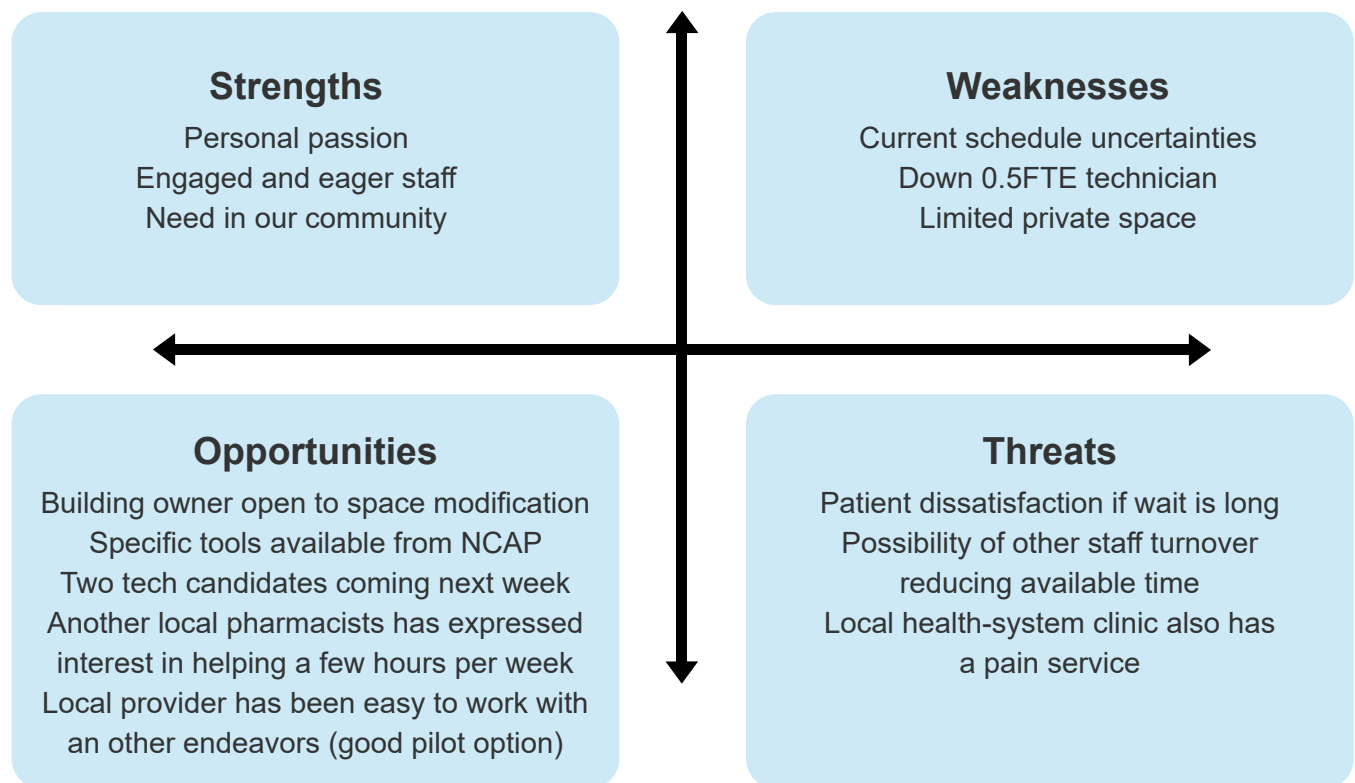 Strengths
Personal passion
Engaged and eager staff
Need in our community
Weaknesses
Current schedule uncertainties
Down 0.5FTE technician
Limited private space
Opportunities
Building owner open to space modification
Specific tools available from NCAP
Two tech candidates coming next week
Another local pharmacists has expressed
interest in helping a few hours per week
Local provider has been easy to work with
an other endeavors (good pilot option)
Threats
Patient dissatisfaction if wait is long
Possibility of other staff turnover
reducing available time
Local health-system clinic also has
a pain service